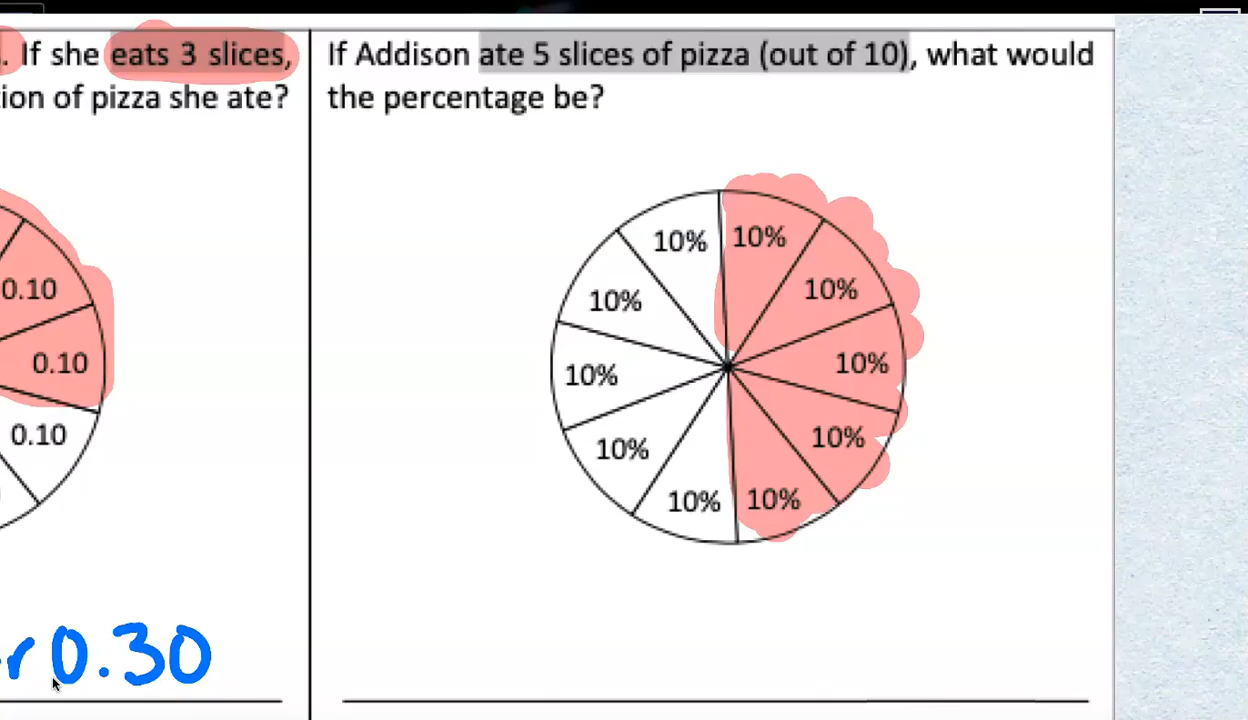 . If she eats 3 slices,
ion of pizza she ate?
0.10
0.10
0.10
r 0.30
If Addison ate 5 slices of pizza (out of 10), what would
the percentage be?
10% 10%
10% 10%
10% 10%
10% 10%
10% 10%